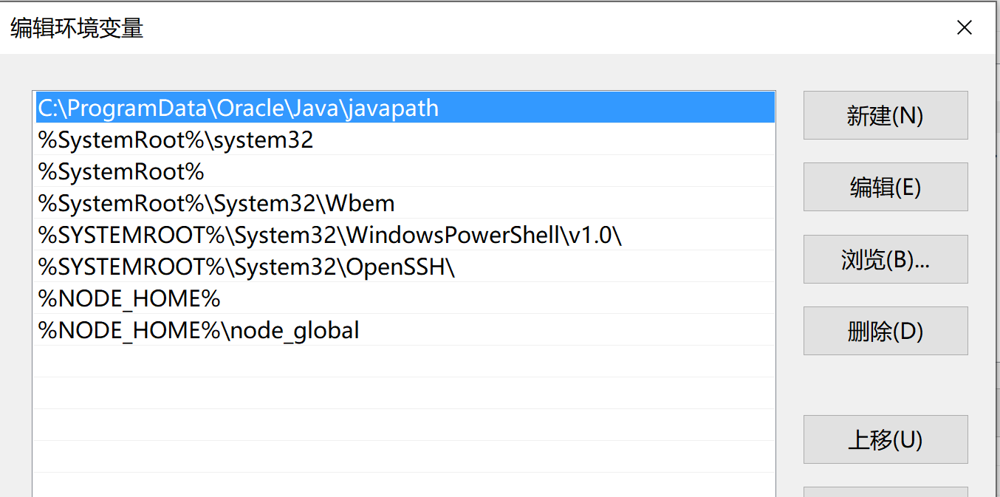 编辑环境变量
C:\ProgramData\Oracle\Java\javapath
%SystemRoot%\system32
%SystemRoot%
%SystemRoot%\System32\Wbem
%SYSTEMROOT%\System32\WindowsPowerShell\v1.0\
%SYSTEMROOT%\System32\OpenSSH\
%NODE_HOME%
%NODE_HOME%\node_global
新建(N)
编辑(E)
浏览(B)...
删除(D)
上移(U)